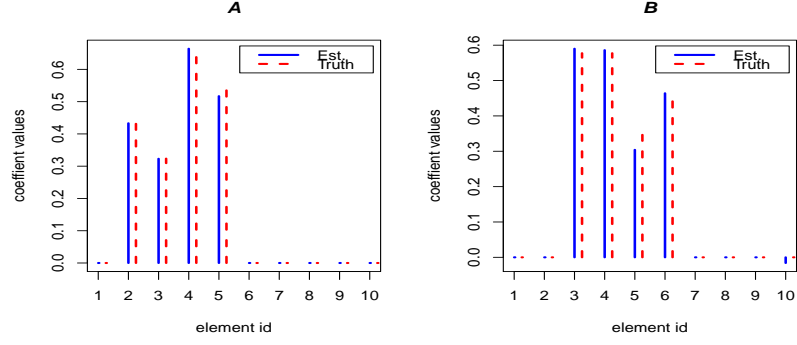 A
coeffient values
0.0 0.1 0.2 0.3 0.4 0.5 0.6
Est.
Truth
1 2 3 4 5 6 7 8 9 10
element id
B
coeffient values
0.0 0.1 0.2 0.3 0.4 0.5 0.6
Est.
Truth
1 2 3 4 5 6 7 8 9 10
element id